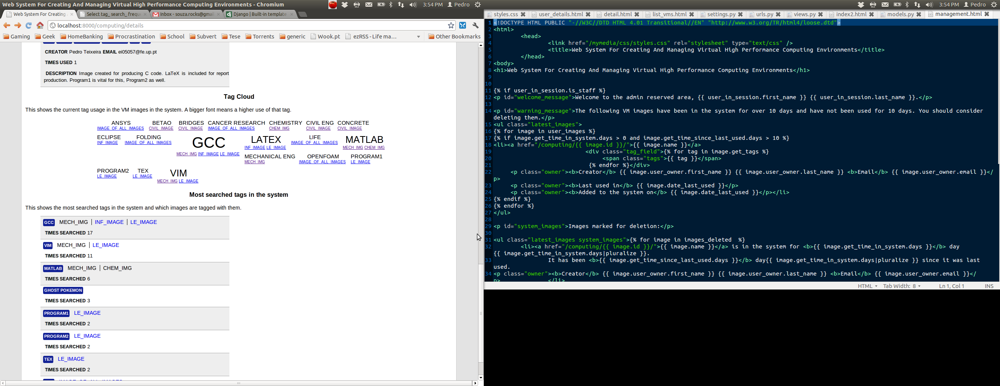 Web System For Creating And Managing Virtual High Performance Computing Environments - Chromium
3:54 PM Pedro
3:54 PM Pedro
Web System For Creating
Select tag_ search_ frequ
Inbox - souza.rocks@gmail
Django | Built-in template
localhost:8000/computing/details
Gaming Geek HomeBanking Procrastination School Subvert Tese Torrents generic Wook.pt ezRSS - Life ma... Other Bookmarks
CREATOR Pedro Teixeira EMAIL ei05057@fe.up.pt
TIMES USED 1
DESCRIPTION Image created for producing C code. LaTeX is included for report
production. Program1 is vital for this, Program2 as well.
Tag Cloud
This shows the current tag usage in the VM images in the system. A bigger font means a higher use of that tag.
ANSYS BETAO BRIDGES CANCER RESEARCH CHEMISTRY CIVIL ENG CONCRETE
IMAGE_OF_ALL_IMAGES CIVIL_IMAGE CIVIL_IMAGE IMAGE_OF_ALL_IMAGES CHEM_IMG CIVIL_IMAGE CIVIL_IMAGE
ECLIPSE FOLDING GCC LATEX LIFE MATLAB
INF_IMAGE IMAGE_OF_ALL_IMAGES MECH_IMG INF_IMAGE LE_IMAGE INF_IMAGE LE_IMAGE IMAGE_OF_ALL_IMAGES MECH_IMG CHEM_IMG
MECHANICAL ENG OPENFOAM PROGRAM1
MECH_IMG IMAGE_OF_ALL_IMAGES LE_IMAGE
PROGRAM2 TEX VIM
LE_IMAGE LE_IMAGE MECH_IMG LE_IMAGE
Most searched tags in the system
This shows the most searched tags in the system and which images are tagged with them.
GCC MECH_IMG | INF_IMAGE | LE_IMAGE
TIMES SEARCHED 17
VIM MECH_IMG | LE_IMAGE
TIMES SEARCHED 11
MATLAB MECH_IMG | CHEM_IMG
TIMES SEARCHED 6
GHOST POKEMON
TIMES SEARCHED 3
PROGRAM1 LE_IMAGE
TIMES SEARCHED 2
PROGRAM2 LE_IMAGE
TIMES SEARCHED 2
TEX LE_IMAGE
TIMES SEARCHED 2
styles.css user_details.html detail.html list_vms.html settings.py urls.py views.py index2.html models.py management.html
1 <!DOCTYPE HTML PUBLIC "-//W3C//DTD HTML 4.01 Transitional//EN" "http://www.w3.org/TR/html4/loose.dtd">
2 <html>
3 <head>
4 <link href="/mymedia/css/styles.css" rel="stylesheet" type="text/css" />
5 <title>Web System For Creating And Managing Virtual High Performance Computing Environments</title>
6 </head>
7 <body>
8 <h1>Web System For Creating And Managing Virtual High Performance Computing Environments</h1>
9
10
11 {% if user_in_session.is_staff %}
12 <p id="welcome_message">Welcome to the admin reserved area, {{ user_in_session.first_name }} {{ user_in_session.last_name }}.</p>
13
14 <p id="warning_message">The following VM images have been in the system for over 10 days and have not been used for 10 days. You should consider
deleting them.</p>
15 <ul class="latest_images">
16 {% for image in user_images %}
17 {% if image.get_time_in_system.days > 0 and image.get_time_since_last_used.days > 10 %}
18 <li><a href="/computing/{{ image.id }}/">{{ image.name }}</a>
19 <div class="tag_field">{% for tag in image.get_tags %}
20 <span class="tags">{{ tag }}</span>
21 {% endfor %}</div>
22 <p class="owner"><b>Creator</b> {{ image.user_owner.first_name }} {{ image.user_owner.last_name }} <b>Email</b> {{ image.user_owner.email }}</
p>
23 <p class="owner"><b>Last used in</b> {{ image.date_last_used }}</p>
24 <p class="owner"><b>Added to the system on</b> {{ image.date_last_used }}</p></li>
25 {% endif %}
26 {% endfor %}
27 </ul>
28
29 <p id="system_images">Images marked for deletion:</p>
30
31 <ul class="latest_images system_images">{% for image in images_deleted %}
32 <li><a href="/computing/{{ image.id }}/">{{ image.name }}</a> is in the system for <b>{{ image.get_time_in_system.days }}</b> day
{{ image.get_time_in_system.days|pluralize }}.
33 It has been <b>{{ image.get_time_since_last_used.days }}</b> day{{ image.get_time_in_system.days|pluralize }} since it was last
used.
34 <p class="owner"><b>Creator</b> {{ image.user_owner.first_name }} {{ image.user_owner.last_name }} <b>Email</b> {{ image.user_owner.email }}</
p> </li>
HTML Tab Width: 8 Ln 1, Col 1 INS